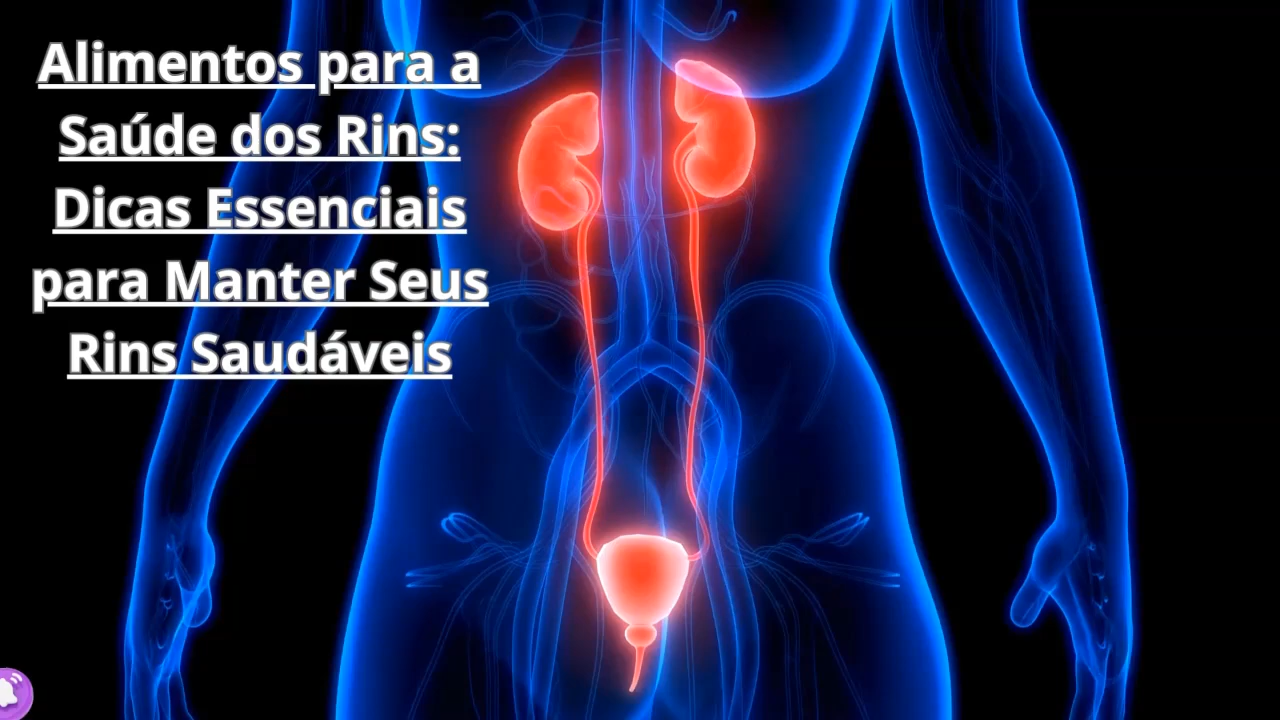 Alimentos para a
Saúde dos Rins:
Dicas Essenciais
para Manter Seus
Rins Saudáveis